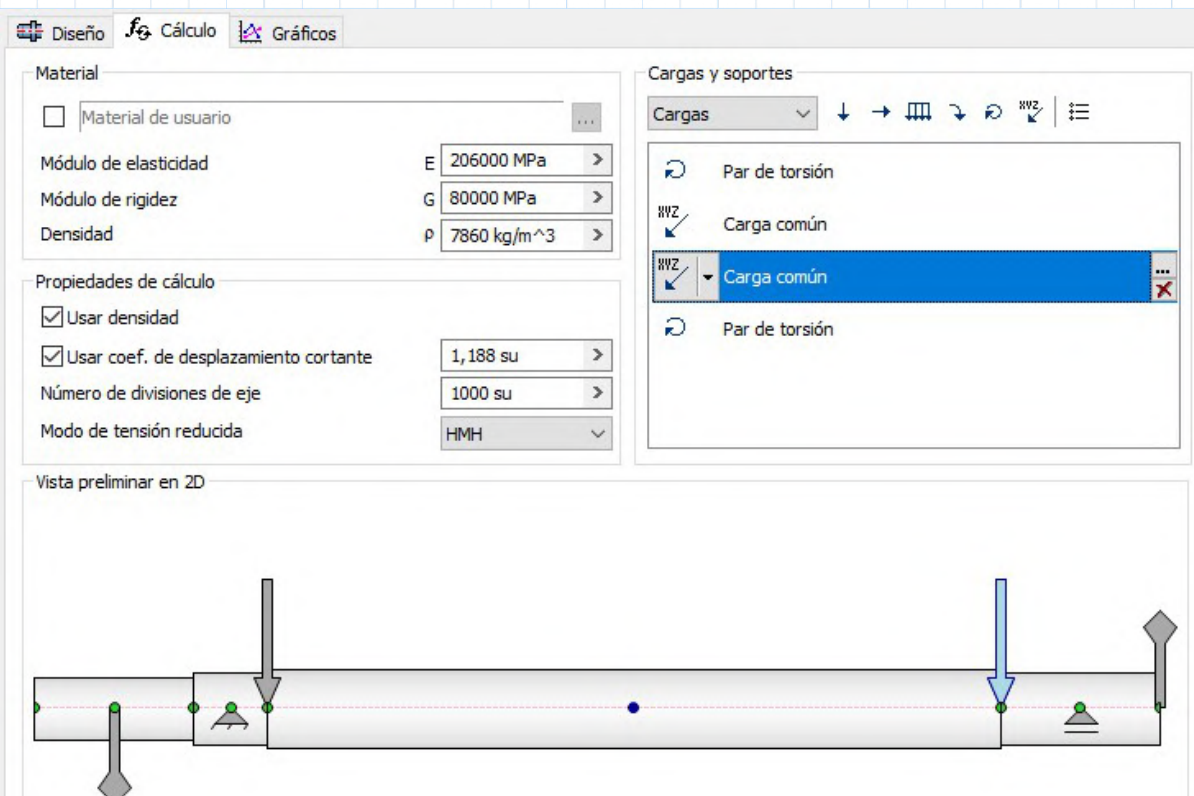 Diseño Cálculo Gráficos
Material
Material de usuario ...
Módulo de elasticidad E 206000 MPa >
Módulo de rigidez G 80000 MPa >
Densidad ρ 7860 kg/m^3 >
Propiedades de cálculo
Usar densidad
Usar coef. de desplazamiento cortante 1,188 su >
Número de divisiones de eje 1000 su >
Modo de tensión reducida HMH
Cargas y soportes
Cargas XYZ
Par de torsión
XYZ Carga común
XYZ Carga común ...
Par de torsión
Vista preliminar en 2D